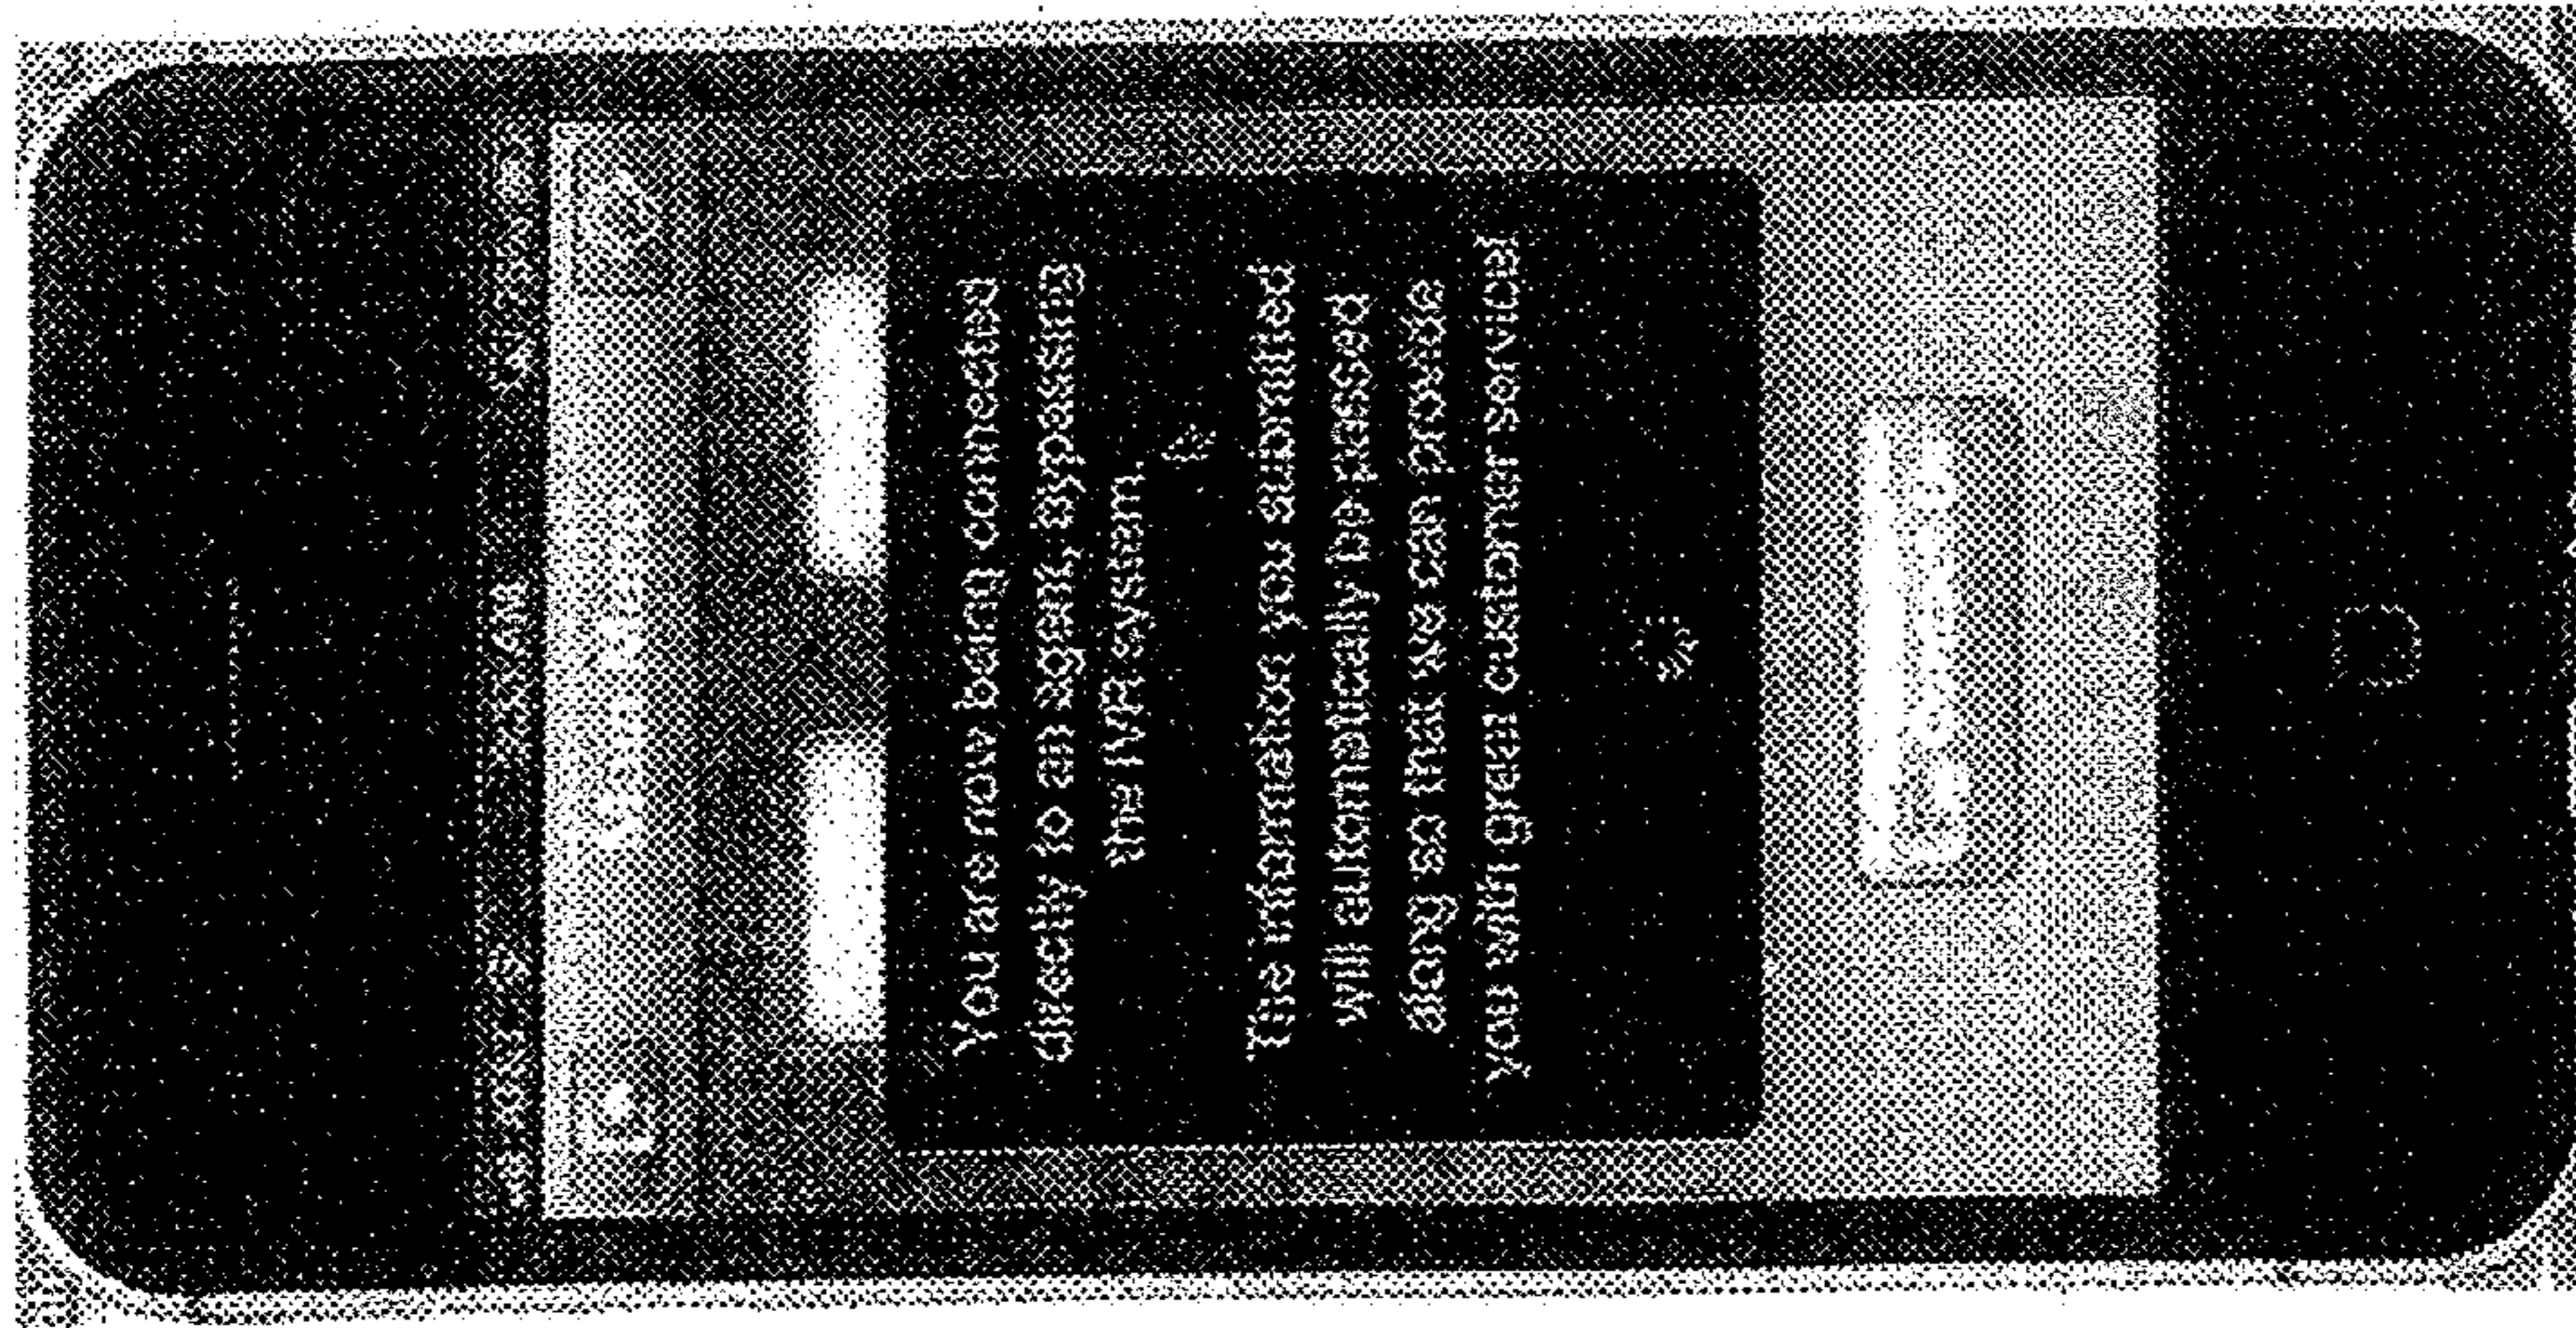 You are now being connected
directly to an agent, bypassing
the IVR system.
The information you submitted
will automatically be passed
along so that we can provide
you with great customer service!